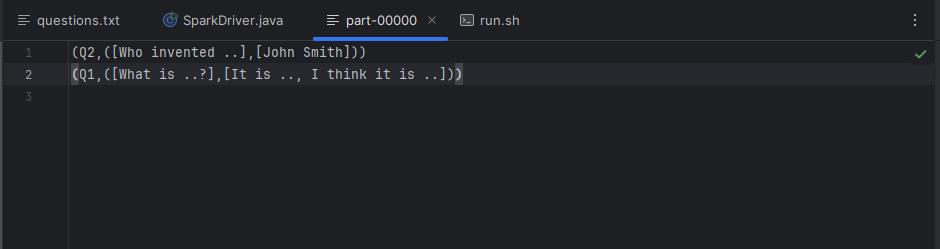 questions.txt SparkDriver.java part-00000 run.sh
1 (Q2,([Who invented ..],[John Smith]))
2 (Q1,([What is ..?],[It is .., I think it is ..]))
3